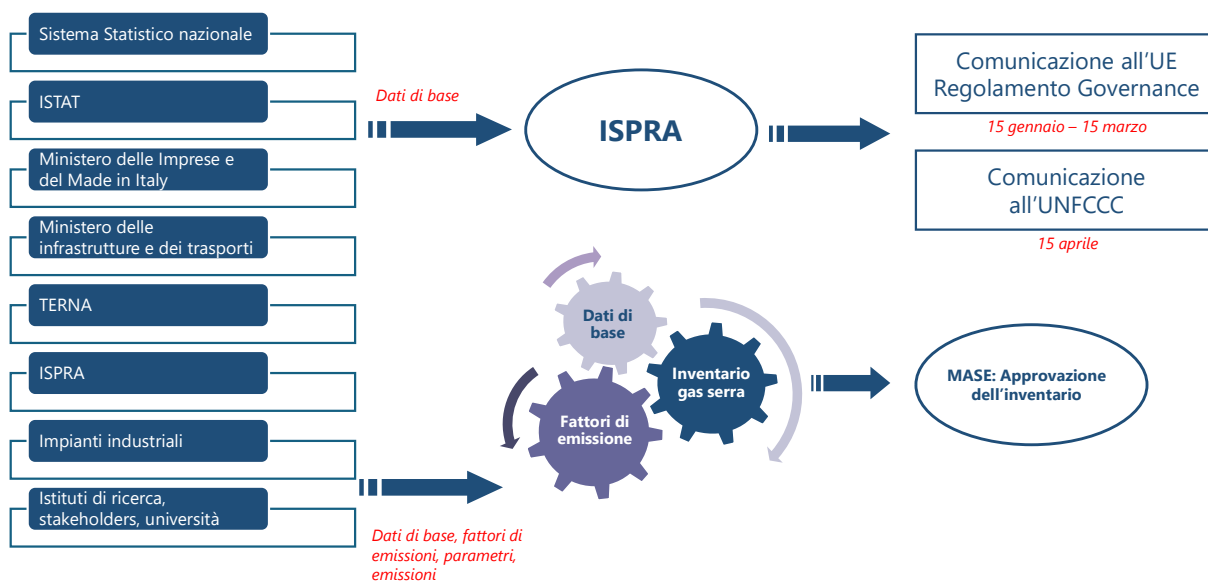 Sistema Statistico nazionale
ISTAT
Ministero delle Imprese e
del Made in Italy
Ministero delle
infrastrutture e dei trasporti
TERNA
ISPRA
Impianti industriali
Istituti di ricerca,
stakeholders, università
Dati di base
Dati di base, fattori di
emissioni, parametri,
emissioni
ISPRA
Dati di
base
Fattori di
emissione
Inventario
gas serra
Comunicazione all’UE
Regolamento Governance
15 gennaio – 15 marzo
Comunicazione
all’UNFCCC
15 aprile
MASE: Approvazione
dell’inventario